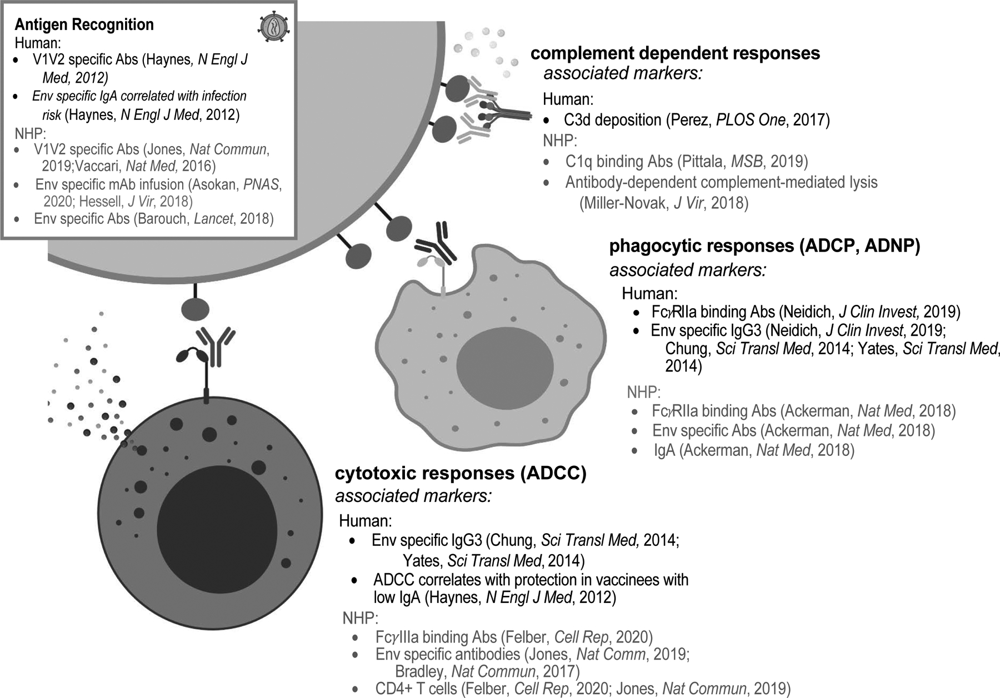 Antigen Recognition
Human:
• V1V2 specific Abs (Haynes, N Engl J
Med, 2012)
• Env specific IgA correlated with infection
risk (Haynes, N Engl J Med, 2012)
NHP:
• V1V2 specific Abs (Jones, Nat Commun,
2019;Vaccari, Nat Med, 2016)
• Env specific mAb infusion (Asokan, PNAS,
2020; Hessell, J Vir, 2018)
• Env specific Abs (Barouch, Lancet, 2018)
complement dependent responses
associated markers:
Human:
• C3d deposition (Perez, PLOS One, 2017)
NHP:
• C1q binding Abs (Pittala, MSB, 2019)
• Antibody-dependent complement-mediated lysis
(Miller-Novak, J Vir, 2018)
phagocytic responses (ADCP, ADNP)
associated markers:
Human:
• FcγRIIa binding Abs (Neidich, J Clin Invest, 2019)
• Env specific IgG3 (Neidich, J Clin Invest, 2019;
Chung, Sci Transl Med, 2014; Yates, Sci Transl Med,
2014)
NHP:
• FcγRIIa binding Abs (Ackerman, Nat Med, 2018)
• Env specific Abs (Ackerman, Nat Med, 2018)
• IgA (Ackerman, Nat Med, 2018)
cytotoxic responses (ADCC)
associated markers:
Human:
• Env specific IgG3 (Chung, Sci Transl Med, 2014;
Yates, Sci Transl Med, 2014)
• ADCC correlates with protection in vaccinees with
low IgA (Haynes, N Engl J Med, 2012)
NHP:
• FcγIIIa binding Abs (Felber, Cell Rep, 2020)
• Env specific antibodies (Jones, Nat Comm, 2019;
Bradley, Nat Commun, 2017)
• CD4+ T cells (Felber, Cell Rep, 2020; Jones, Nat Commun, 2019)